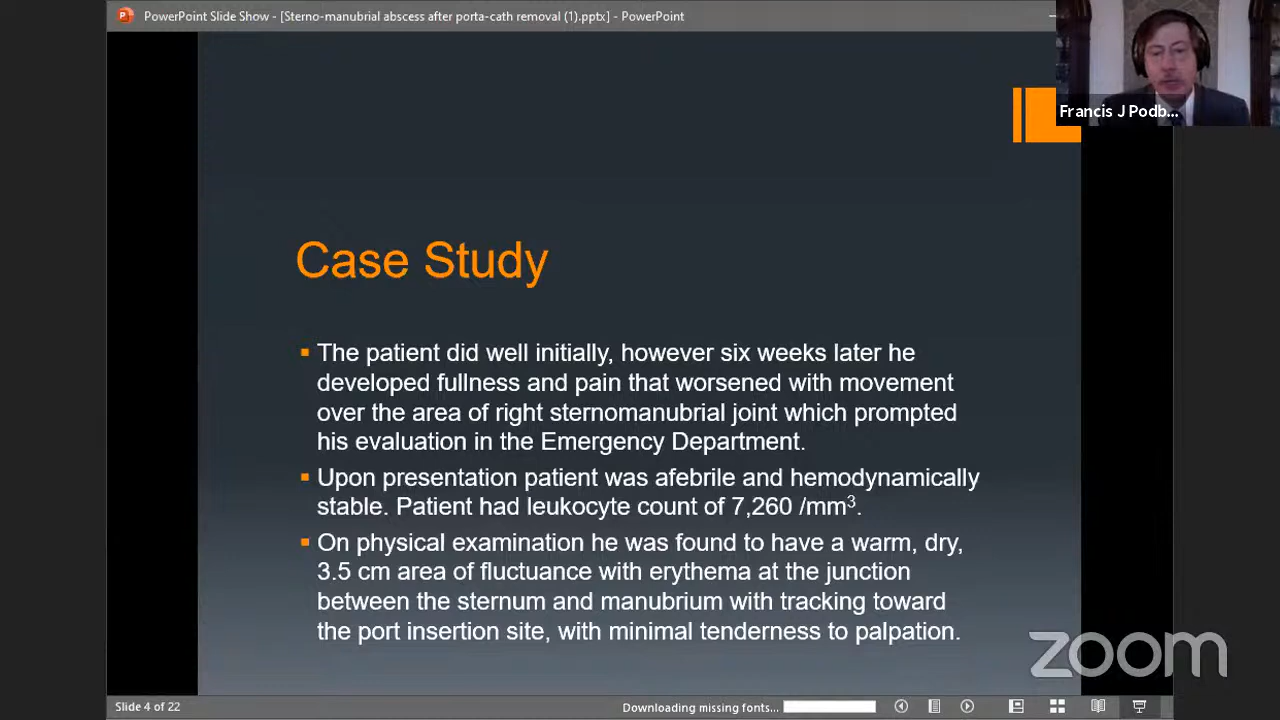 PowerPoint Slide Show - [Sterno-manubrial abscess after porta-cath removal (1).pptx] - PowerPoint
Francis J Podb...
Case Study
▪ The patient did well initially, however six weeks later he
developed fullness and pain that worsened with movement
over the area of right sternomanubrial joint which prompted
his evaluation in the Emergency Department.
▪ Upon presentation patient was afebrile and hemodynamically
stable. Patient had leukocyte count of 7,260 /mm³.
▪ On physical examination he was found to have a warm, dry,
3.5 cm area of fluctuance with erythema at the junction
between the sternum and manubrium with tracking toward
the port insertion site, with minimal tenderness to palpation.
zoom
Slide 4 of 22
Downloading missing fonts...